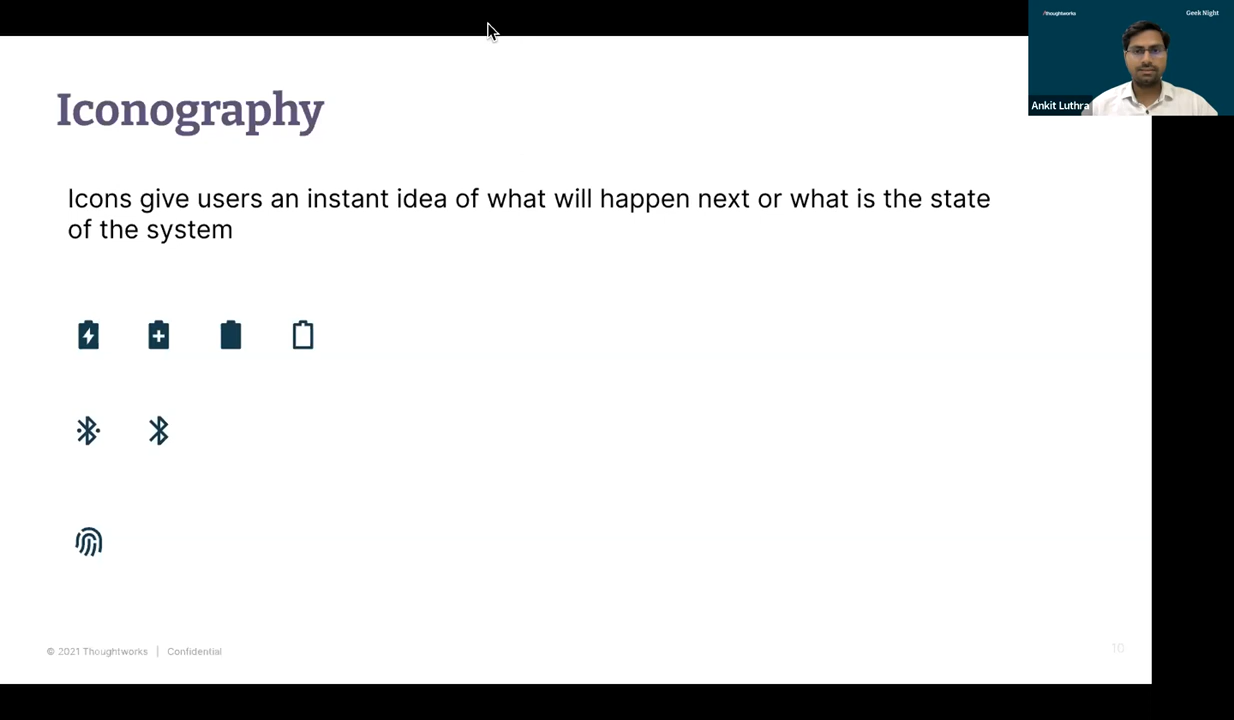 /thoughtworks
Geek Night
Ankit Luthra
Iconography
Icons give users an instant idea of what will happen next or what is the state
of the system
© 2021 Thoughtworks | Confidential
10